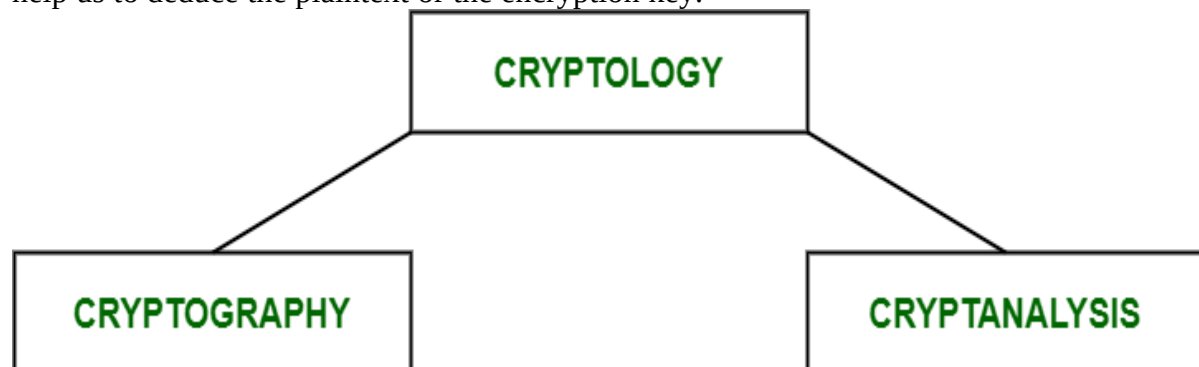 help us to deduce the plaintext or the encryption key.
CRYPTOLOGY
CRYPTOGRAPHY
CRYPTANALYSIS